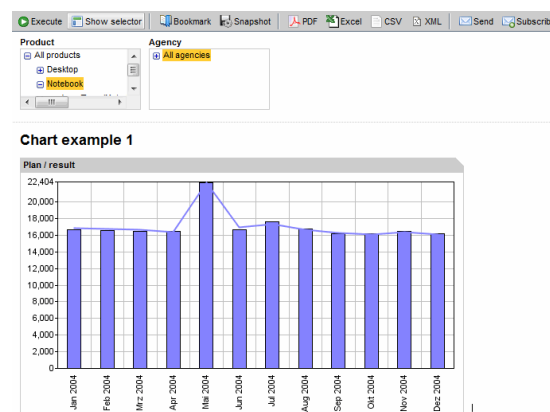 Execute Show selector Bookmark Snapshot PDF Excel CSV XML Send Subscrib
Product Agency
All products All agencies
Desktop
Notebook
Chart example 1
Plan / result
22,404
20,000
18,000
16,000
14,000
12,000
10,000
8,000
6,000
4,000
2,000
0
Jan 2004
Feb 2004
Mrz 2004
Apr 2004
Mai 2004
Jun 2004
Jul 2004
Aug 2004
Sep 2004
Okt 2004
Nov 2004
Dez 2004